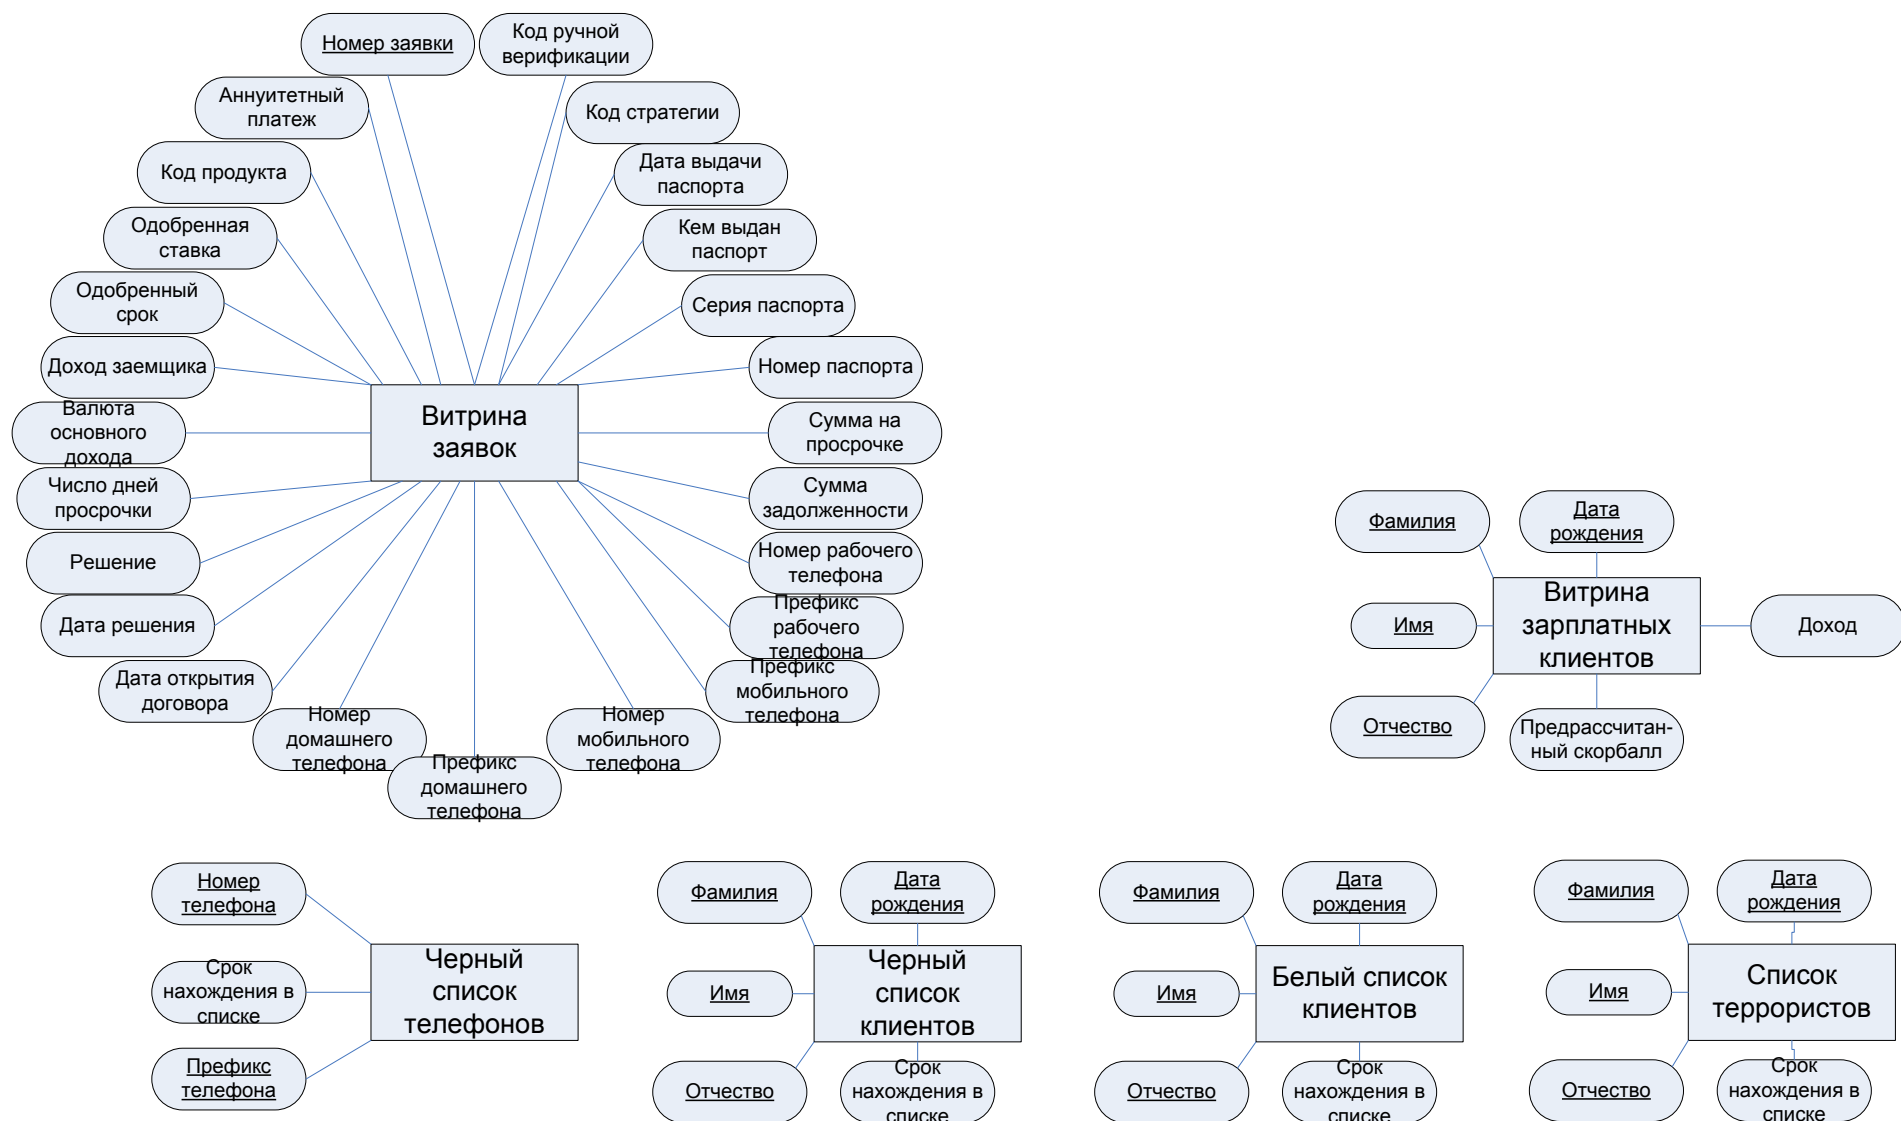 Номер заявки
Код ручной
верификации
Аннуитетный
платеж
Код стратегии
Код продукта
Дата выдачи
паспорта
Одобренная
ставка
Кем выдан
паспорт
Одобренный
срок
Серия паспорта
Доход заемщика
Номер паспорта
Валюта
основного
дохода
Витрина
заявок
Сумма на
просрочке
Число дней
просрочки
Сумма
задолженности
Решение
Номер рабочего
телефона
Дата решения
Префикс
рабочего
телефона
Дата открытия
договора
Префикс
мобильного
телефона
Номер
домашнего
телефона
Префикс
домашнего
телефона
Номер
мобильного
телефона
Фамилия
Дата
рождения
Имя
Витрина
зарплатных
клиентов
Доход
Отчество
Предрассчитан-
ный скорбалл
Номер
телефона
Срок
нахождения в
списке
Префикс
телефона
Черный
список
телефонов
Фамилия
Дата
рождения
Имя
Черный
список
клиентов
Отчество
Срок
нахождения в
списке
Фамилия
Дата
рождения
Имя
Белый список
клиентов
Отчество
Срок
нахождения в
списке
Фамилия
Дата
рождения
Имя
Список
террористов
Отчество
Срок
нахождения в
списке